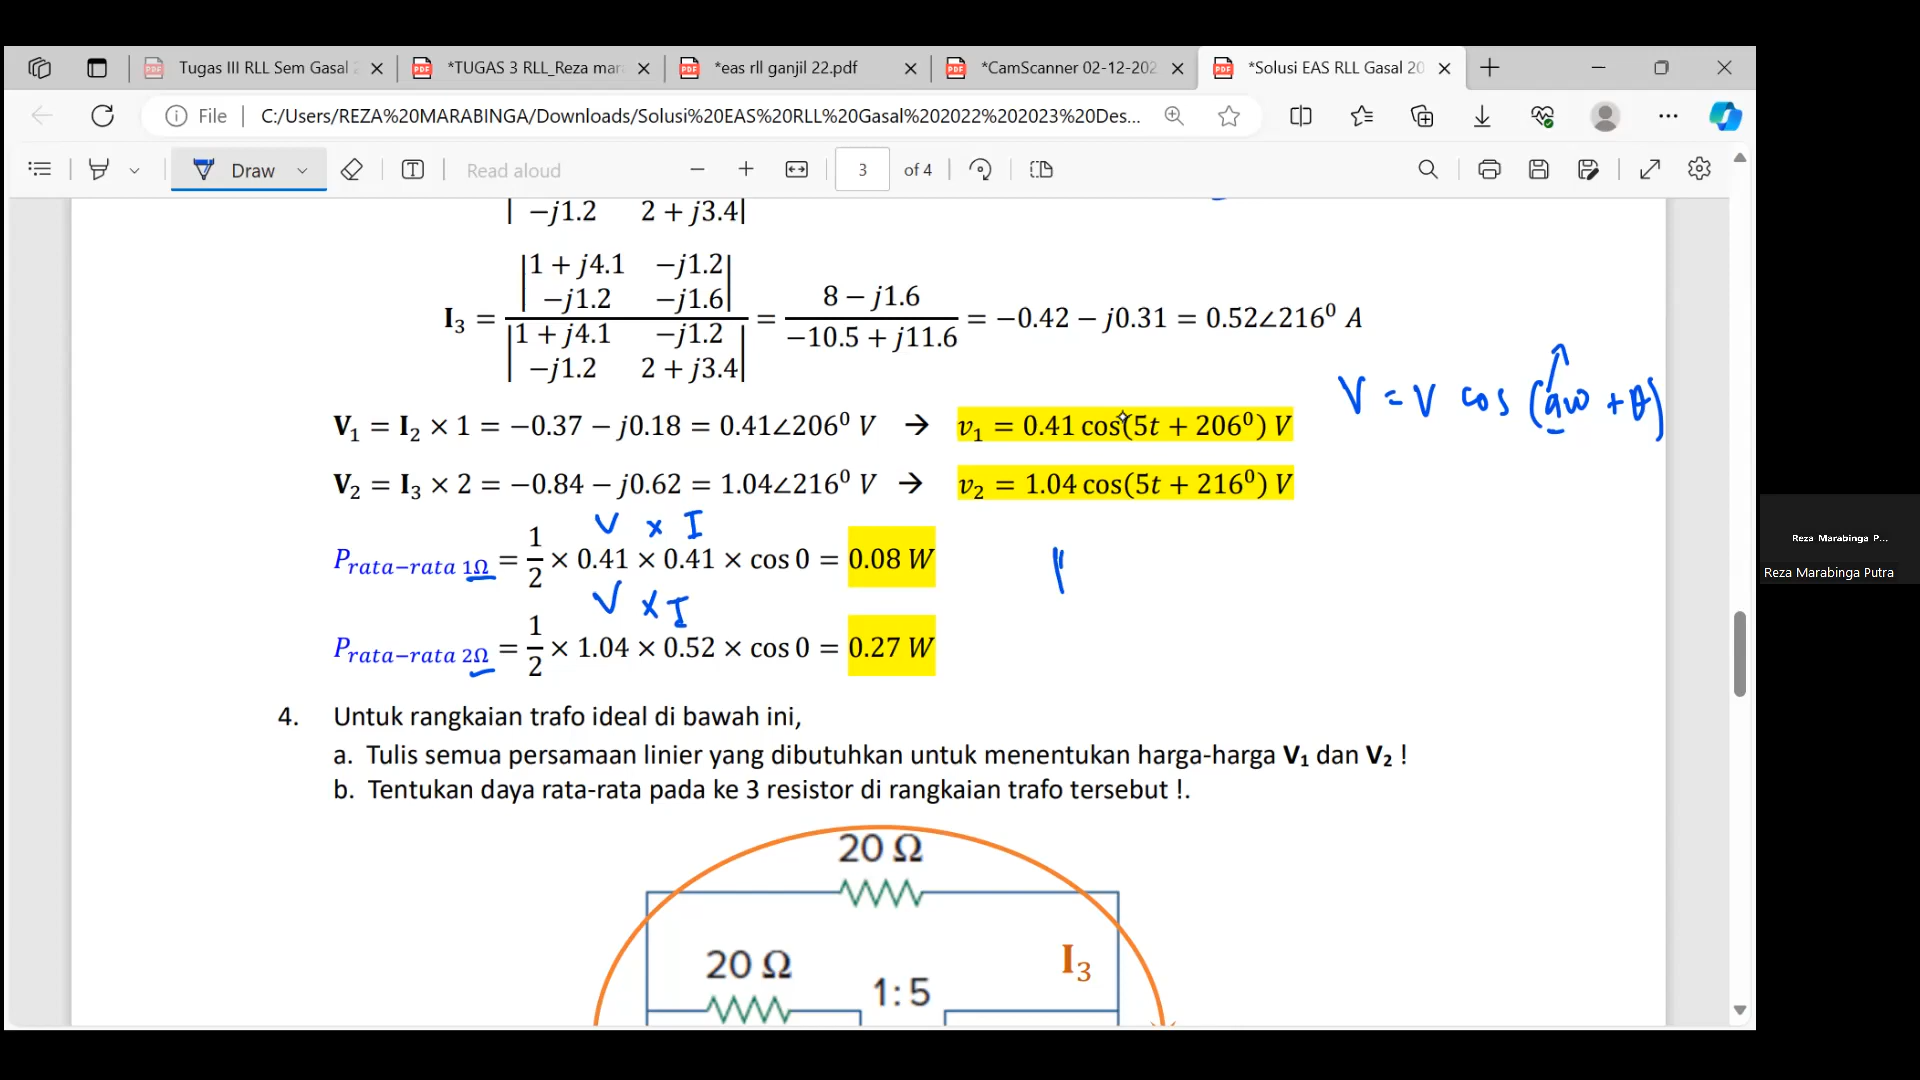 Tugas III RLL Sem Gasal 2
*TUGAS 3 RLL_Reza mar
*eas rll ganjil 22.pdf
*CamScanner 02-12-202
*Solusi EAS RLL Gasal 20
File
C:/Users/REZA%20MARABINGA/Downloads/Solusi%20EAS%20RLL%20Gasal%202022%202023%20Des...
Draw
Read aloud
3 of 4
|−j1.2 2 + j3.4|
I₃ = |1 + j4.1 −j1.2; −j1.2 −j1.6| / |1 + j4.1 −j1.2; −j1.2 2 + j3.4| = (8 − j1.6) / (−10.5 + j11.6) = −0.42 − j0.31 = 0.52∠216⁰ A
V = V cos (aω + θ)
V₁ = I₂ × 1 = −0.37 − j0.18 = 0.41∠206⁰ V → v₁ = 0.41 cos(5t + 206⁰) V
V₂ = I₃ × 2 = −0.84 − j0.62 = 1.04∠216⁰ V → v₂ = 1.04 cos(5t + 216⁰) V
V x I
P rata−rata 1Ω = 1/2 × 0.41 × 0.41 × cos 0 = 0.08 W
V x I
P rata−rata 2Ω = 1/2 × 1.04 × 0.52 × cos 0 = 0.27 W
4. Untuk rangkaian trafo ideal di bawah ini,
a. Tulis semua persamaan linier yang dibutuhkan untuk menentukan harga-harga V₁ dan V₂ !
b. Tentukan daya rata-rata pada ke 3 resistor di rangkaian trafo tersebut !.
20 Ω
I₃
20 Ω
1:5
Reza Marabinga P...
Reza Marabinga Putra